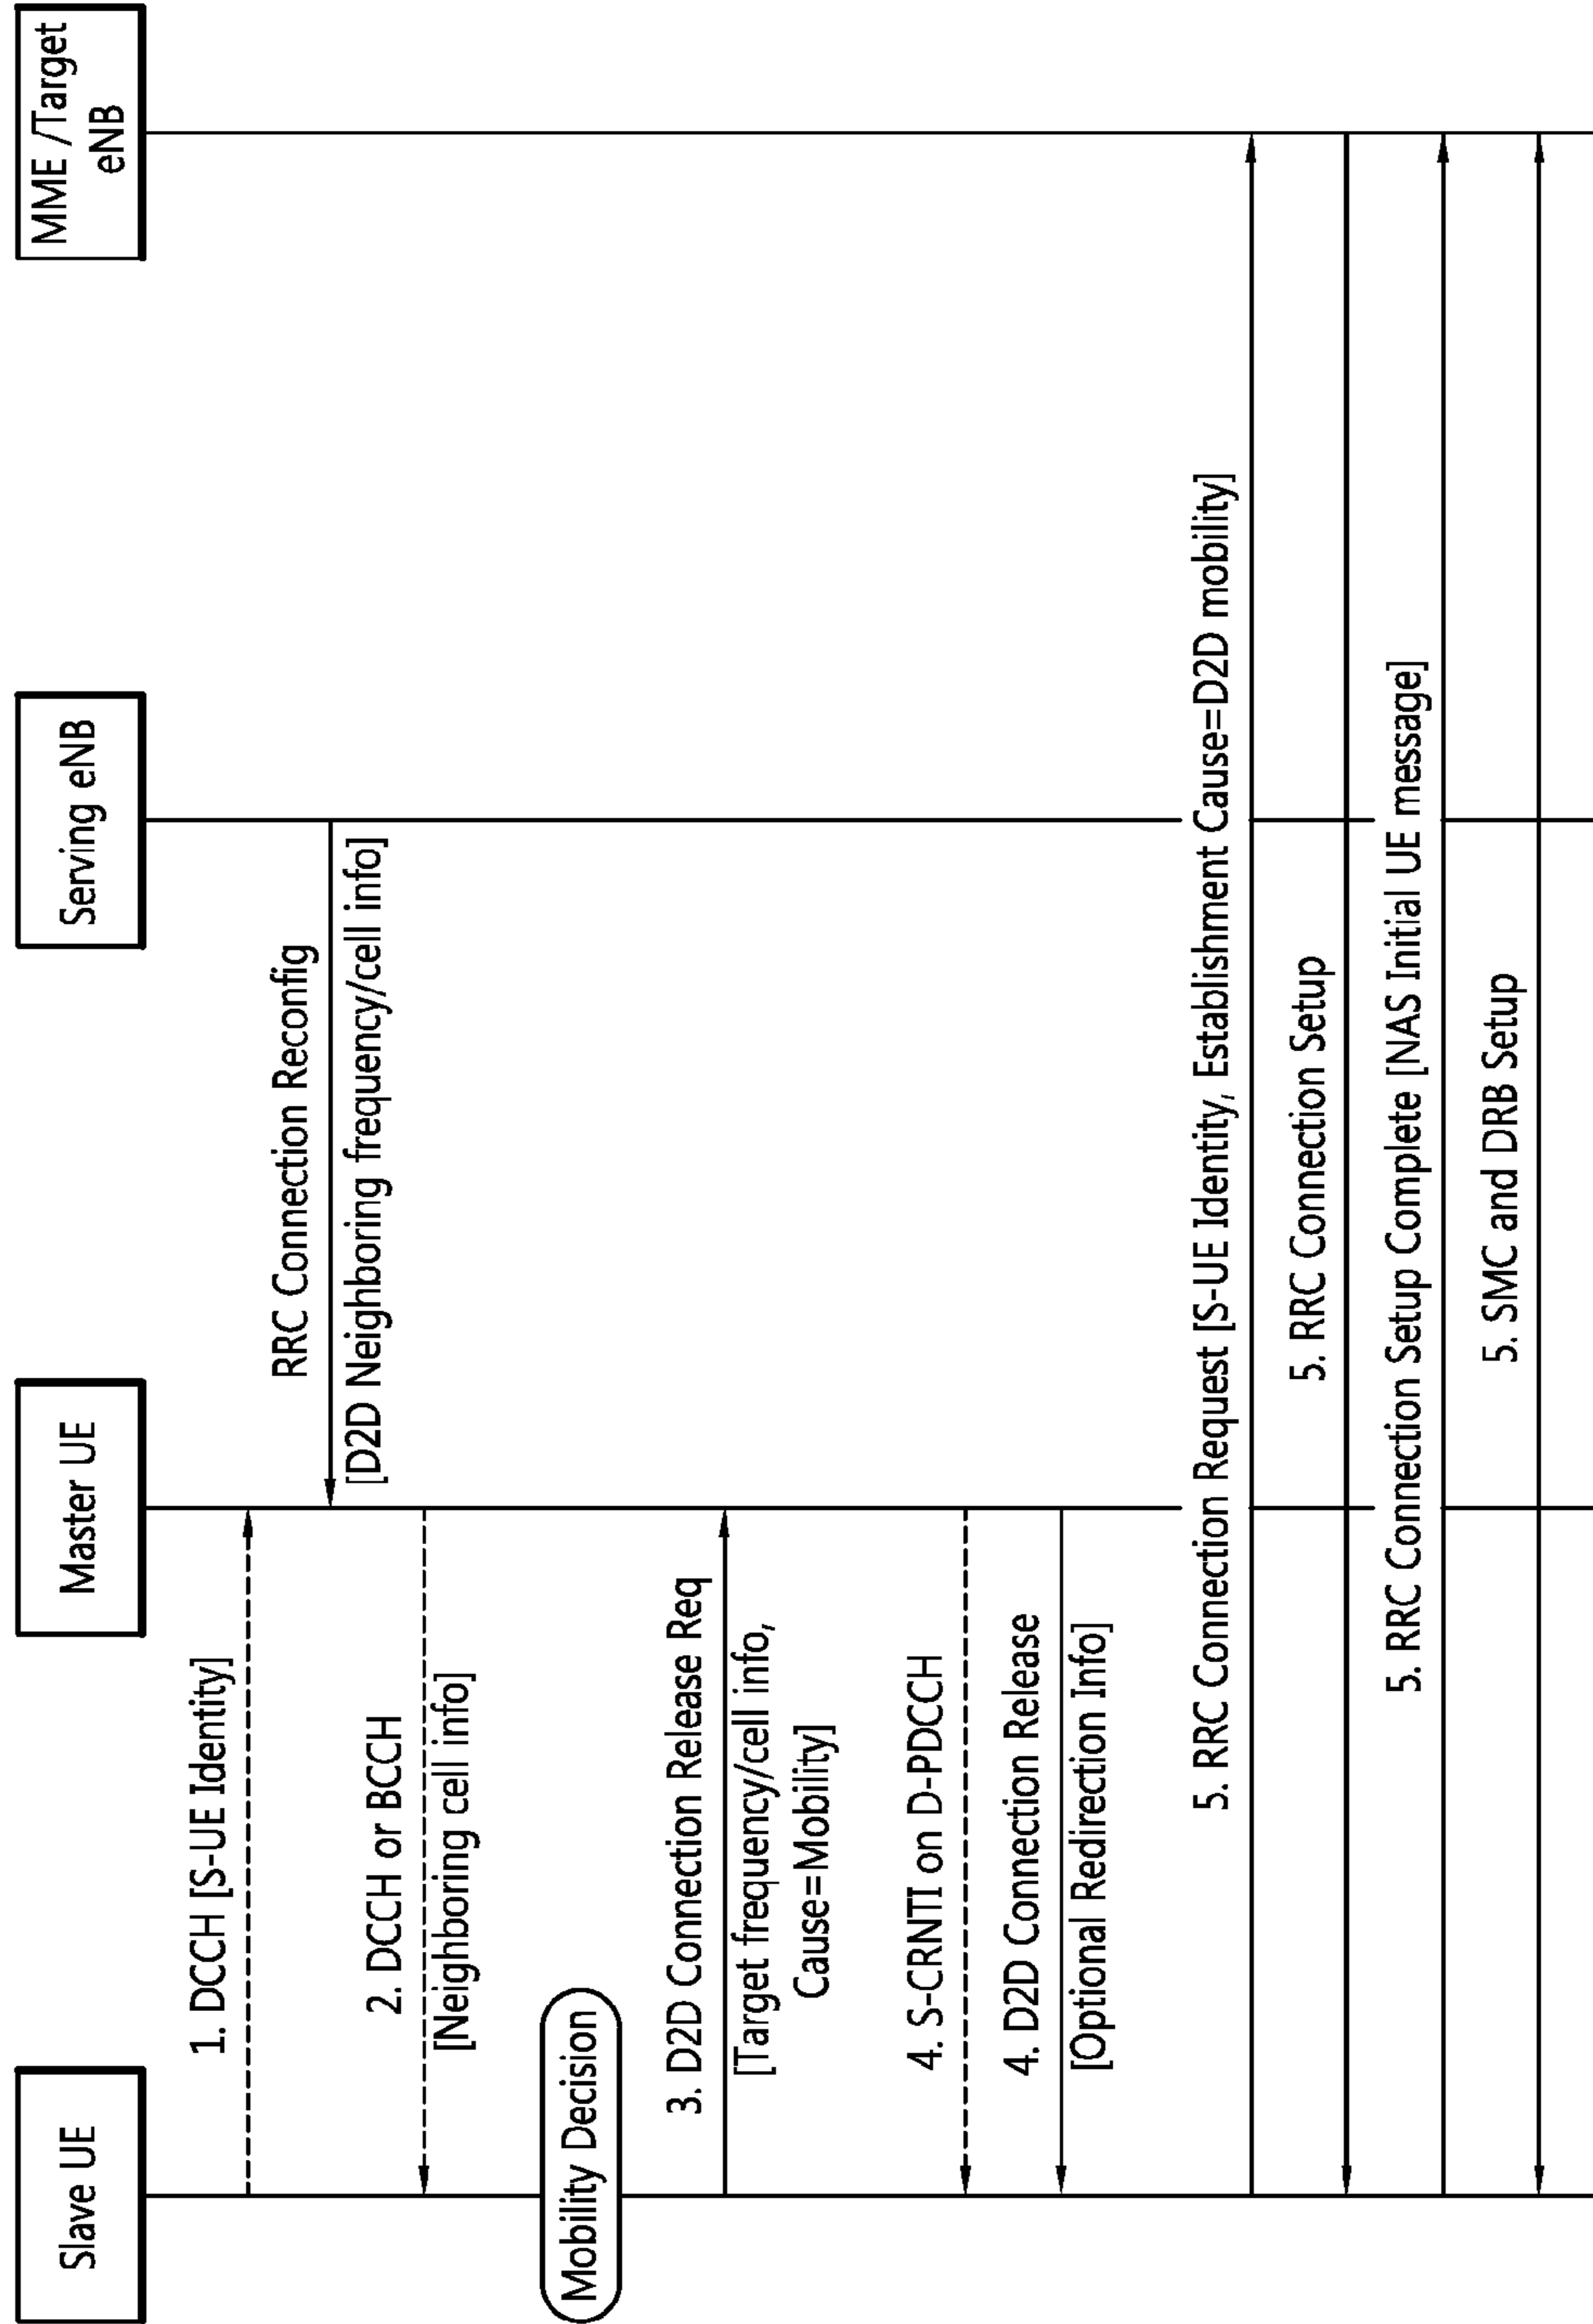 Slave UE
Master UE
Serving eNB
MME /Target
eNB
1. DCCH [S-UE Identity]
RRC Connection Reconfig
[D2D Neighboring frequency/cell info]
2. DCCH or BCCH
[Neighboring cell info]
Mobility Decision
3. D2D Connection Release Req
[Target frequency/cell info,
Cause=Mobility]
4. S-CRNTI on D-PDCCH
4. D2D Connection Release
[Optional Redirection Info]
5. RRC Connection Request [S-UE Identity, Establishment Cause=D2D mobility]
5. RRC Connection Setup
5. RRC Connection Setup Complete [NAS Initial UE message]
5. SMC and DRB Setup